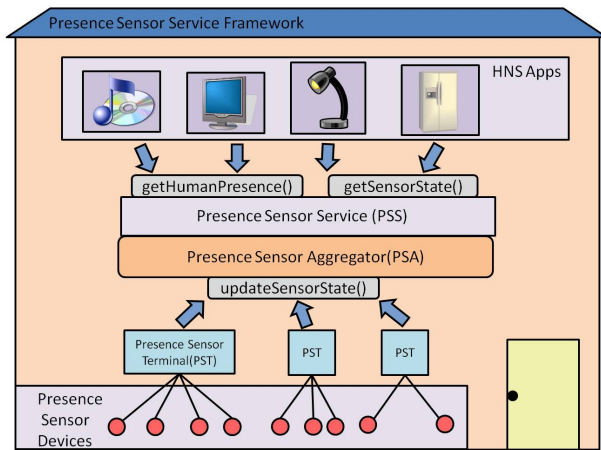 Presence Sensor Service Framework
HNS Apps
getHumanPresence()
getSensorState()
Presence Sensor Service (PSS)
Presence Sensor Aggregator(PSA)
updateSensorState()
Presence Sensor
Terminal(PST)
PST
PST
Presence
Sensor
Devices